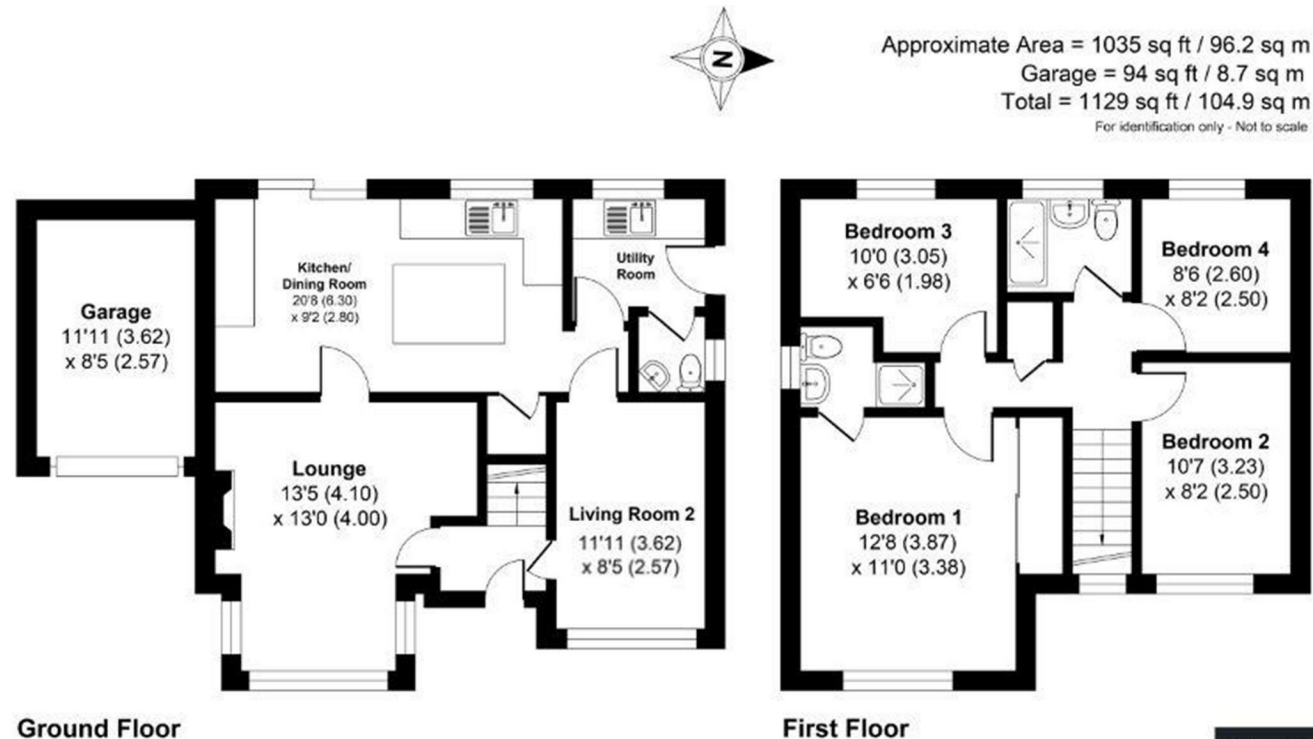 N
Approximate Area = 1035 sq ft / 96.2 sq m
Garage = 94 sq ft / 8.7 sq m
Total = 1129 sq ft / 104.9 sq m
For identification only - Not to scale
Garage
11'11 (3.62)
x 8'5 (2.57)
Kitchen/
Dining Room
20'8 (6.30)
x 9'2 (2.80)
Utility
Room
Lounge
13'5 (4.10)
x 13'0 (4.00)
Living Room 2
11'11 (3.62)
x 8'5 (2.57)
Ground Floor
Bedroom 3
10'0 (3.05)
x 6'6 (1.98)
Bedroom 4
8'6 (2.60)
x 8'2 (2.50)
Bedroom 1
12'8 (3.87)
x 11'0 (3.38)
Bedroom 2
10'7 (3.23)
x 8'2 (2.50)
First Floor